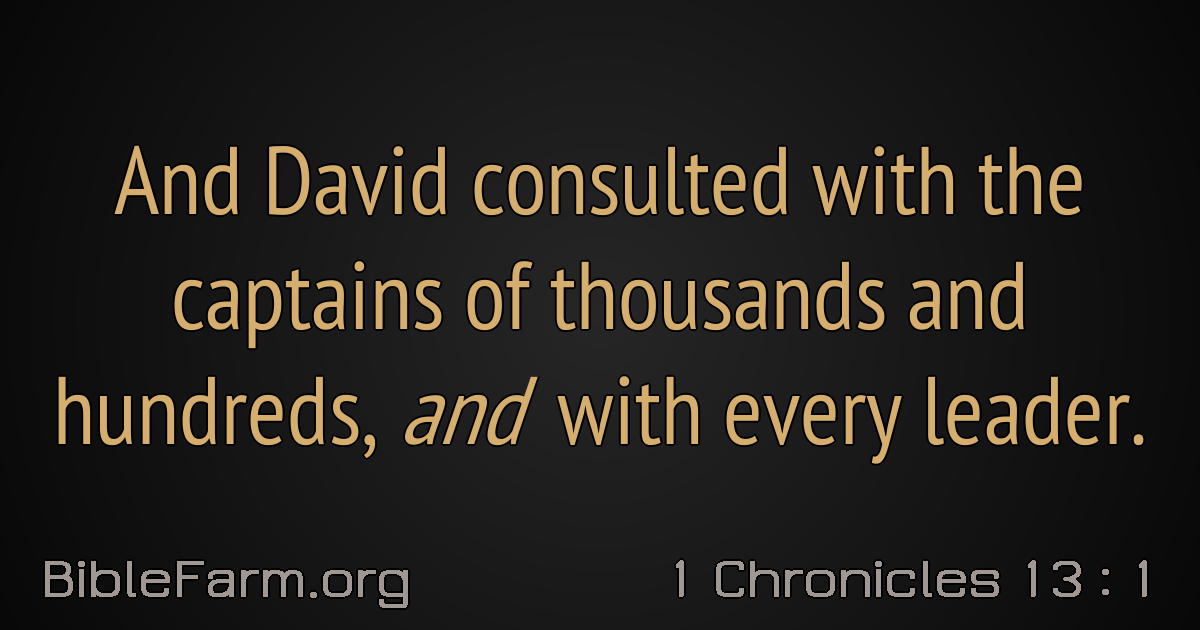 And David consulted with the
captains of thousands and
hundreds, and with every leader.
BibleFarm.org
1 Chronicles 13 : 1